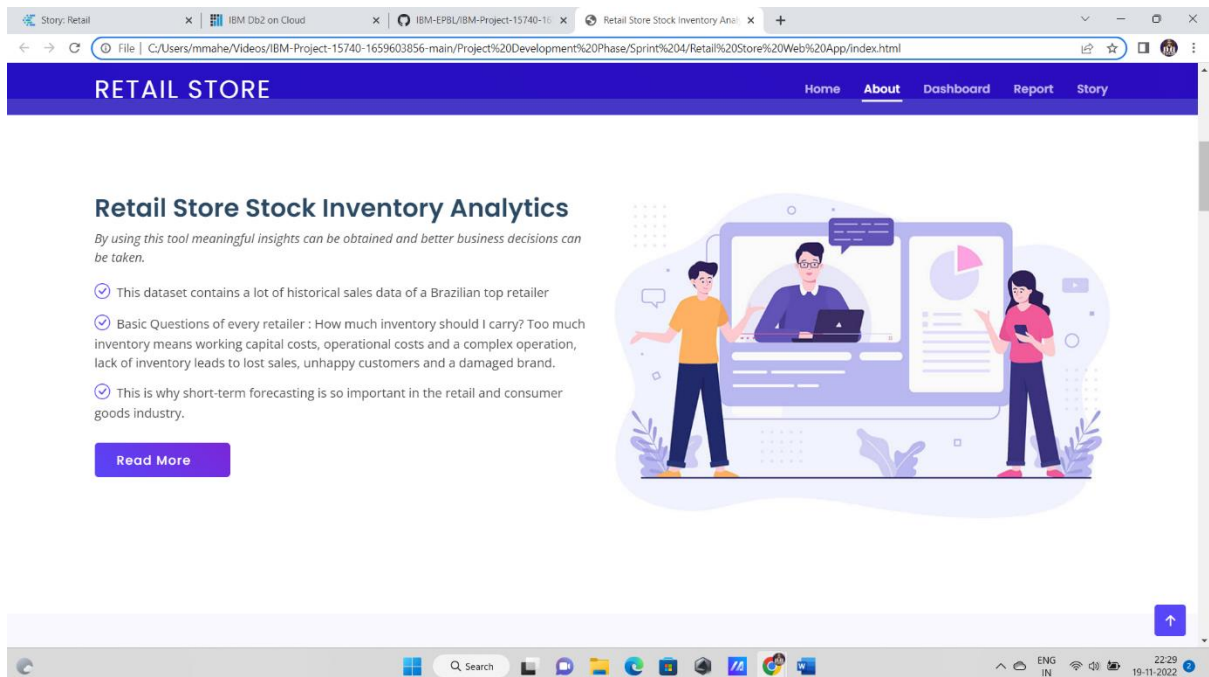 Story: Retail
IBM Db2 on Cloud
IBM-EPBL/IBM-Project-15740-16
Retail Store Stock Inventory Anal
File | C:/Users/mmahe/Videos/IBM-Project-15740-1659603856-main/Project%20Development%20Phase/Sprint%204/Retail%20Store%20Web%20App/index.html
RETAIL STORE
Home About Dashboard Report Story
Retail Store Stock Inventory Analytics
By using this tool meaningful insights can be obtained and better business decisions can
be taken.
This dataset contains a lot of historical sales data of a Brazilian top retailer
Basic Questions of every retailer : How much inventory should I carry? Too much
inventory means working capital costs, operational costs and a complex operation,
lack of inventory leads to lost sales, unhappy customers and a damaged brand.
This is why short-term forecasting is so important in the retail and consumer
goods industry.
Read More
Search
ENG
IN
22:29
19-11-2022
2